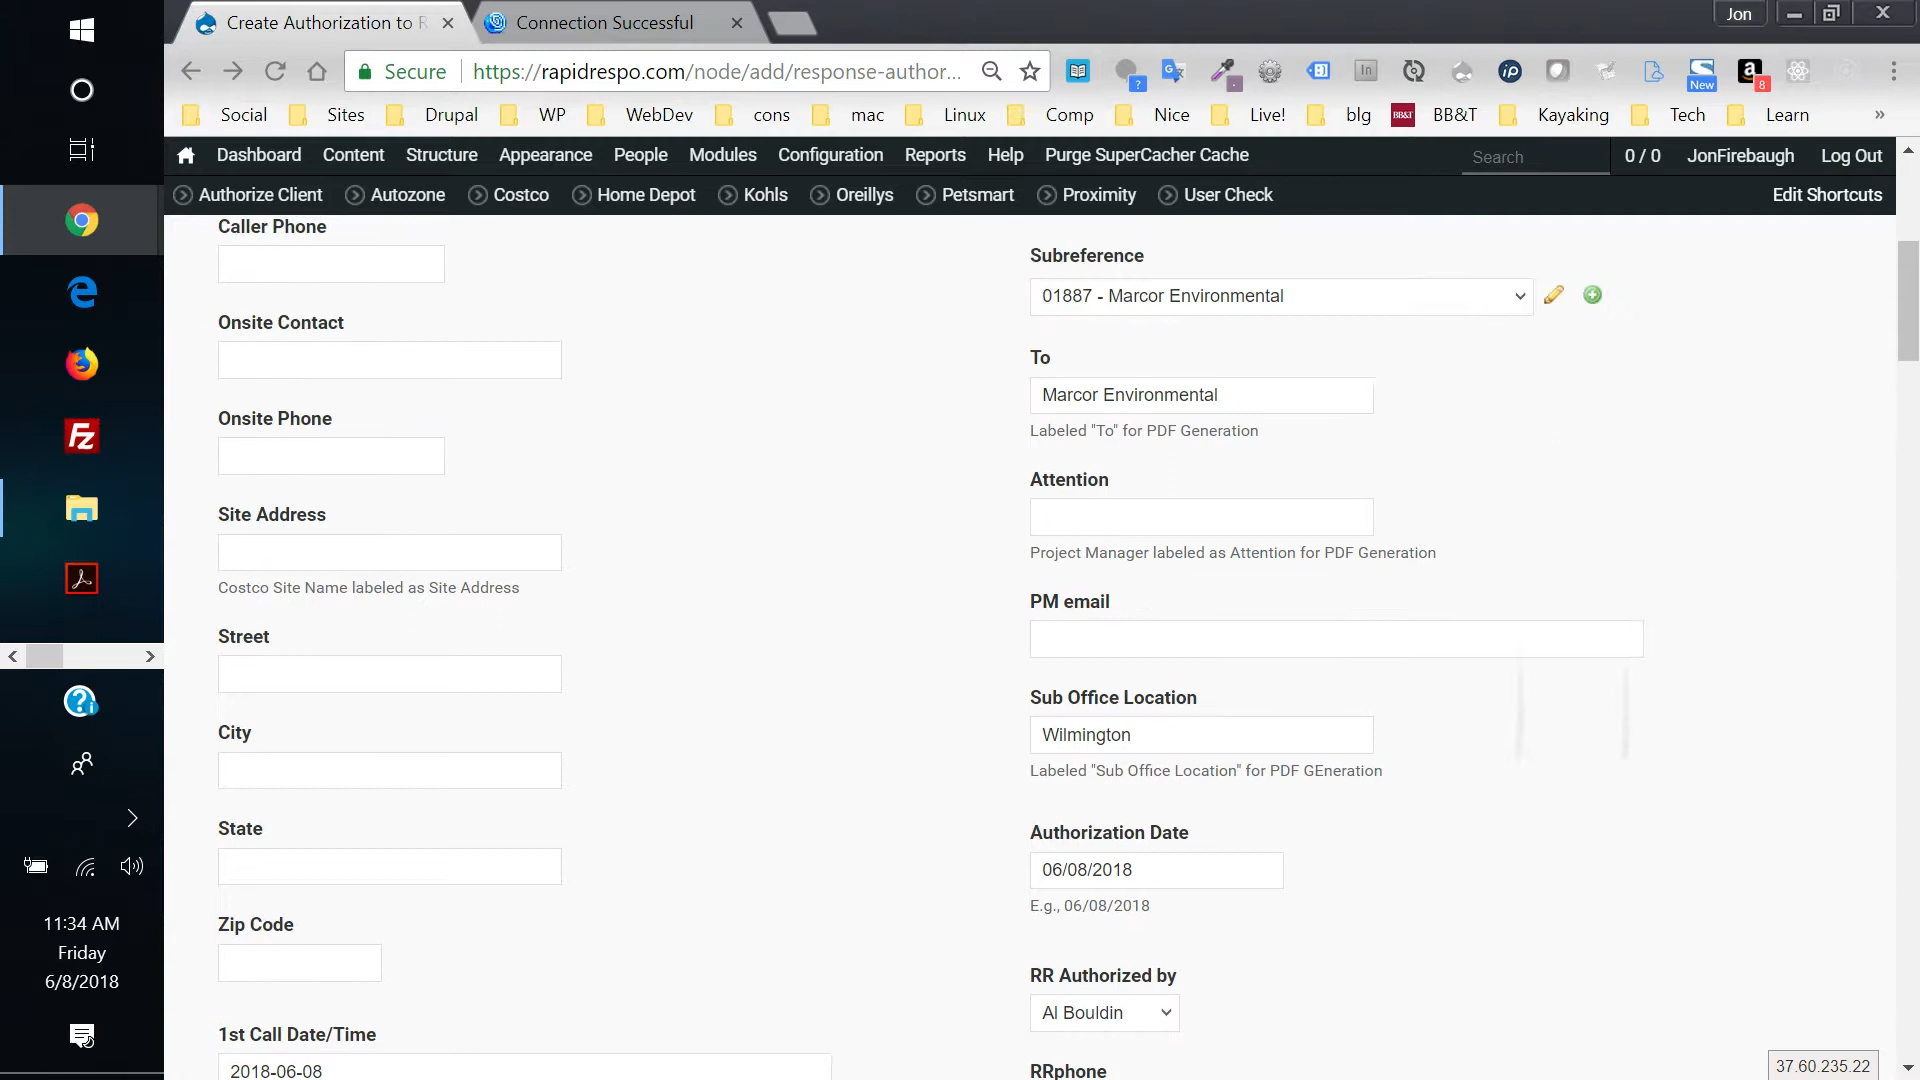 Create Authorization to R
Connection Successful
Jon
Secure
https://rapidrespo.com/node/add/response-author...
?
In
iP
New
8
Social
Sites
Drupal
WP
WebDev
cons
mac
Linux
Comp
Nice
Live!
blg
BB&T
BB&T
Kayaking
Tech
Learn
»
Dashboard
Content
Structure
Appearance
People
Modules
Configuration
Reports
Help
Purge SuperCacher Cache
Search
0 / 0
JonFirebaugh
Log Out
Authorize Client
Autozone
Costco
Home Depot
Kohls
Oreillys
Petsmart
Proximity
User Check
Edit Shortcuts
Caller Phone
Onsite Contact
Onsite Phone
Site Address
Costco Site Name labeled as Site Address
Street
City
State
Zip Code
1st Call Date/Time
2018-06-08
Subreference
01887 - Marcor Environmental
To
Marcor Environmental
Labeled "To" for PDF Generation
Attention
Project Manager labeled as Attention for PDF Generation
PM email
Sub Office Location
Wilmington
Labeled "Sub Office Location" for PDF GEneration
Authorization Date
06/08/2018
E.g., 06/08/2018
RR Authorized by
Al Bouldin
RRphone
37.60.235.22
Fz
11:34 AM
Friday
6/8/2018